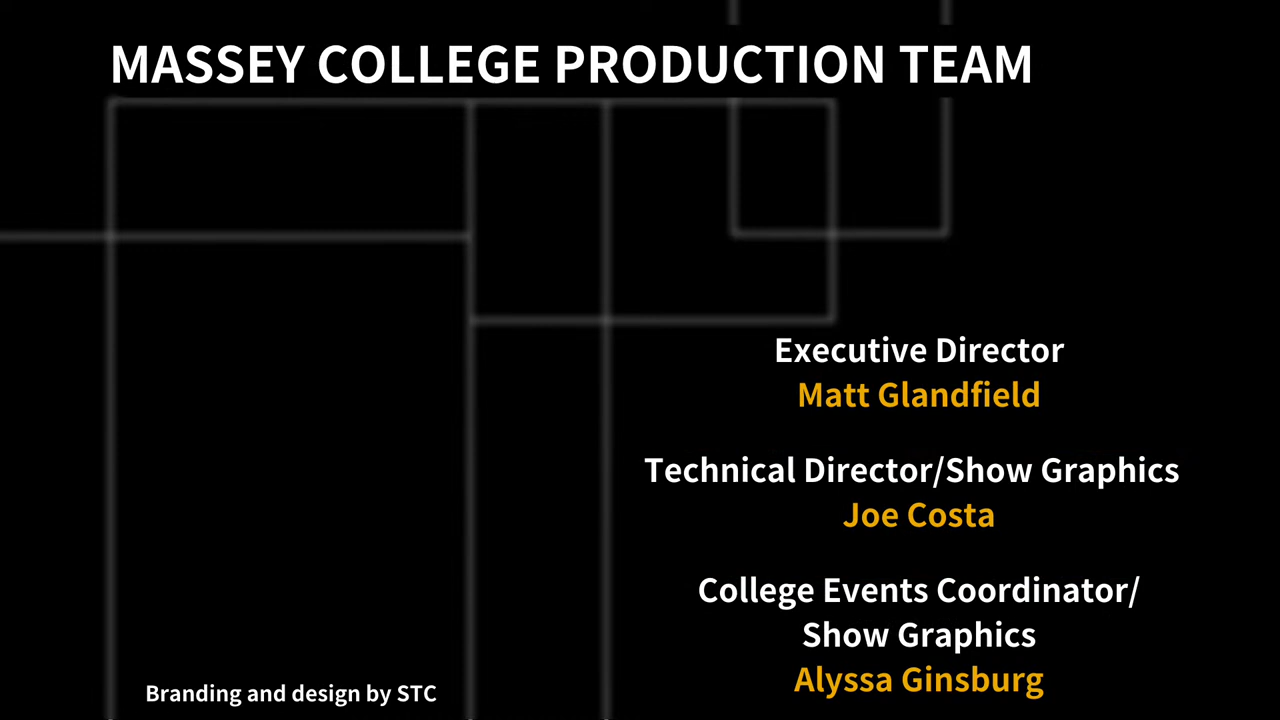 MASSEY COLLEGE PRODUCTION TEAM
Executive Director
Matt Glandfield
Technical Director/Show Graphics
Joe Costa
College Events Coordinator/
Show Graphics
Alyssa Ginsburg
Branding and design by STC